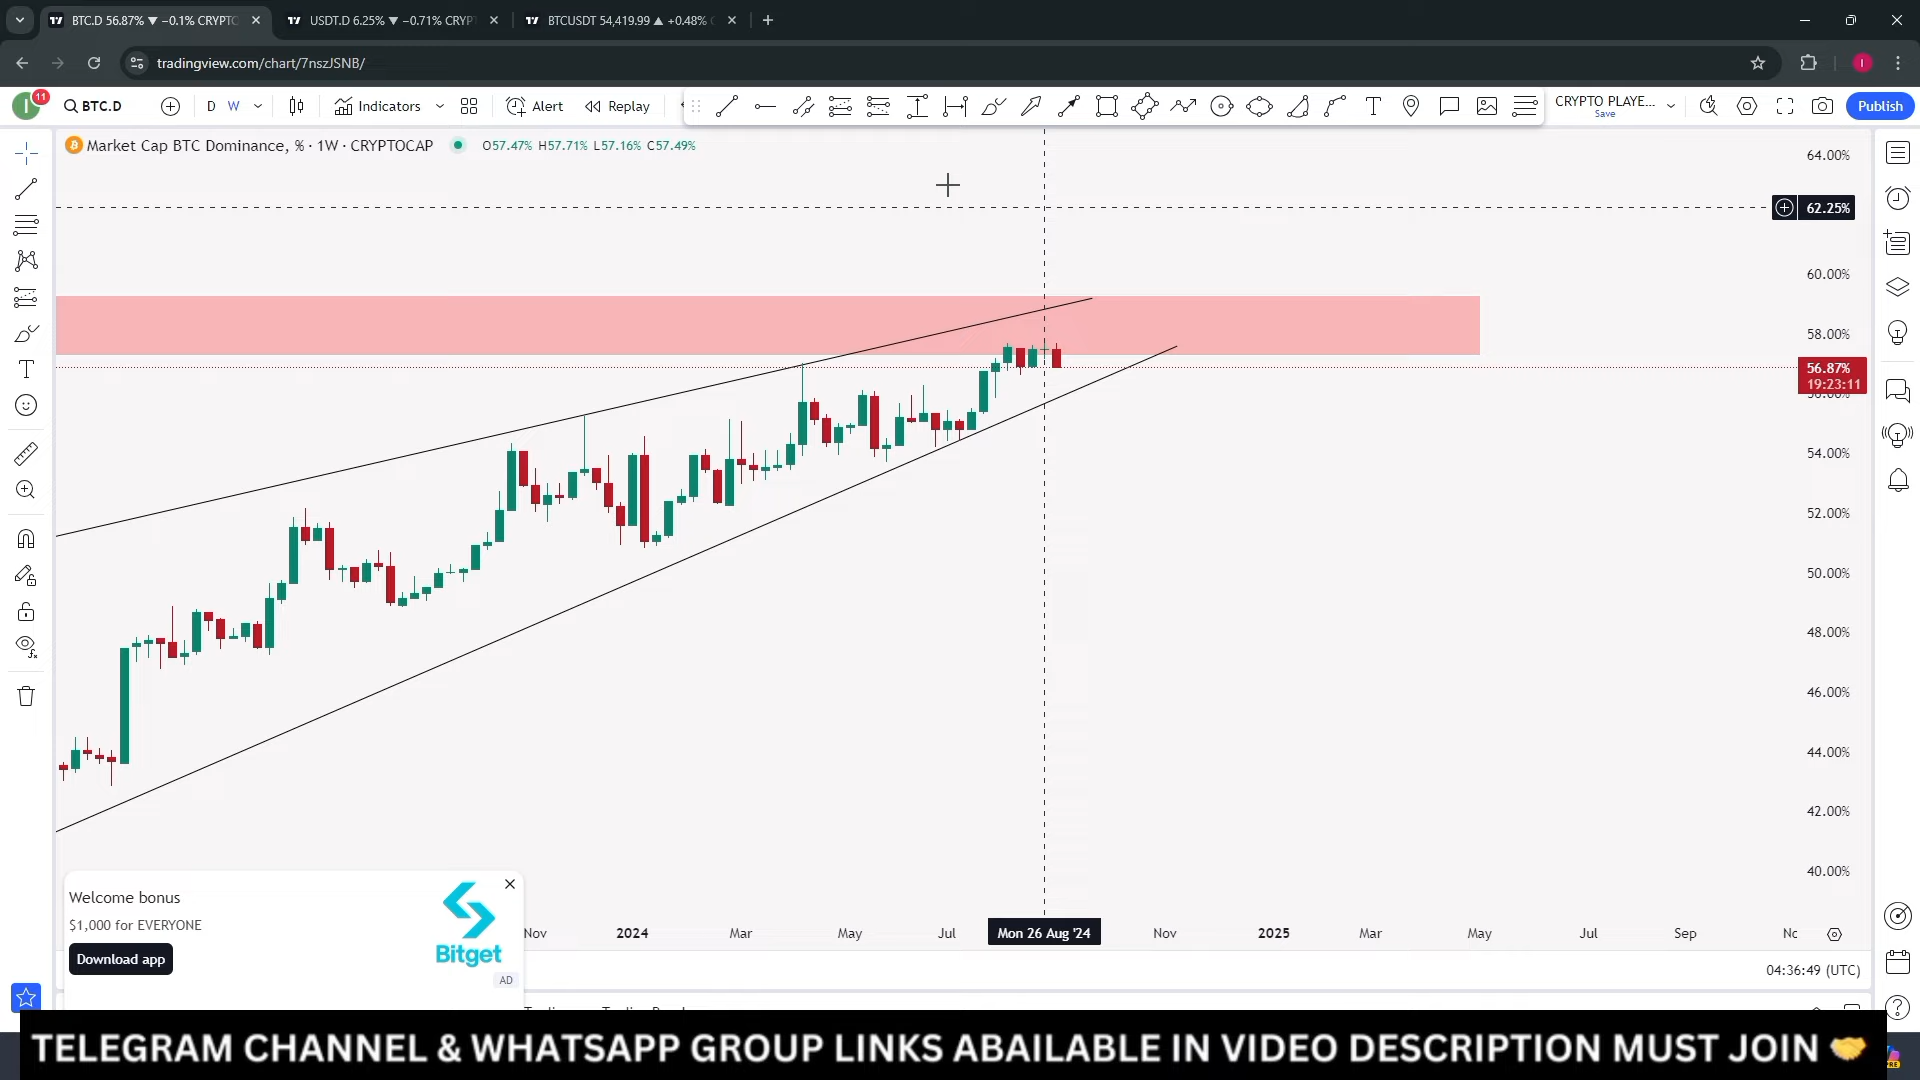 BTC.D 56.87% ▼ −0.1% CRYPTO
USDT.D 6.25% ▼ −0.71% CRYP
BTCUSDT 54,419.99 ▲ +0.48%
tradingview.com/chart/7nszJSNB/
I
I
11
BTC.D
D
W
Indicators
Alert
Replay
CRYPTO PLAYE...
Save
Publish
Market Cap BTC Dominance, % · 1W · CRYPTOCAP
O57.47% H57.71% L57.16% C57.49%
64.00%
62.25%
60.00%
58.00%
56.87%
19:23:11
54.00%
52.00%
50.00%
48.00%
46.00%
44.00%
42.00%
40.00%
Welcome bonus
$1,000 for EVERYONE
Download app
Bitget
AD
Nov
2024
Mar
May
Jul
Mon 26 Aug '24
Nov
2025
Mar
May
Jul
Sep
04:36:49 (UTC)
TELEGRAM CHANNEL & WHATSAPP GROUP LINKS ABAILABLE IN VIDEO DESCRIPTION MUST JOIN 🤝